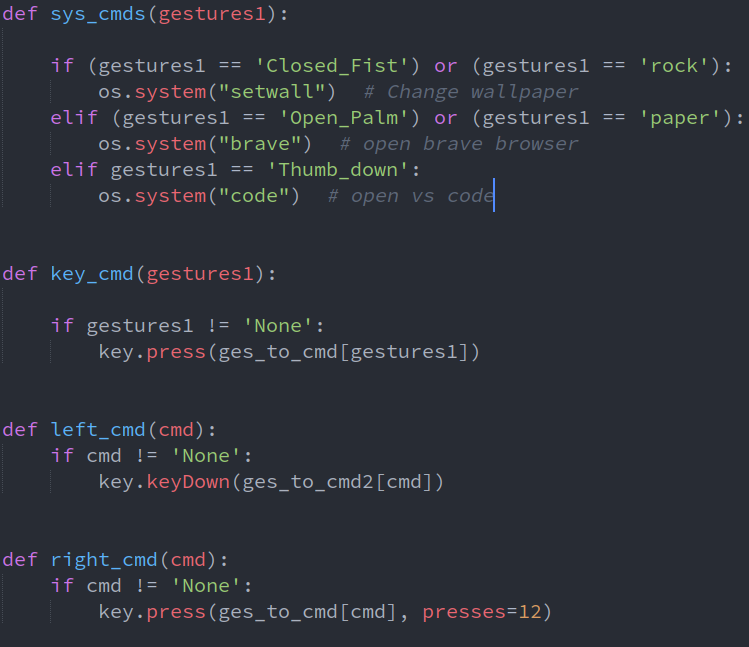 def sys_cmds(gestures1):
    if (gestures1 == 'Closed_Fist') or (gestures1 == 'rock'):
        os.system("setwall")  # Change wallpaper
    elif (gestures1 == 'Open_Palm') or (gestures1 == 'paper'):
        os.system("brave")  # open brave browser
    elif gestures1 == 'Thumb_down':
        os.system("code")  # open vs code
def key_cmd(gestures1):
    if gestures1 != 'None':
        key.press(ges_to_cmd[gestures1])
def left_cmd(cmd):
    if cmd != 'None':
        key.keyDown(ges_to_cmd2[cmd])
def right_cmd(cmd):
    if cmd != 'None':
        key.press(ges_to_cmd[cmd], presses=12)